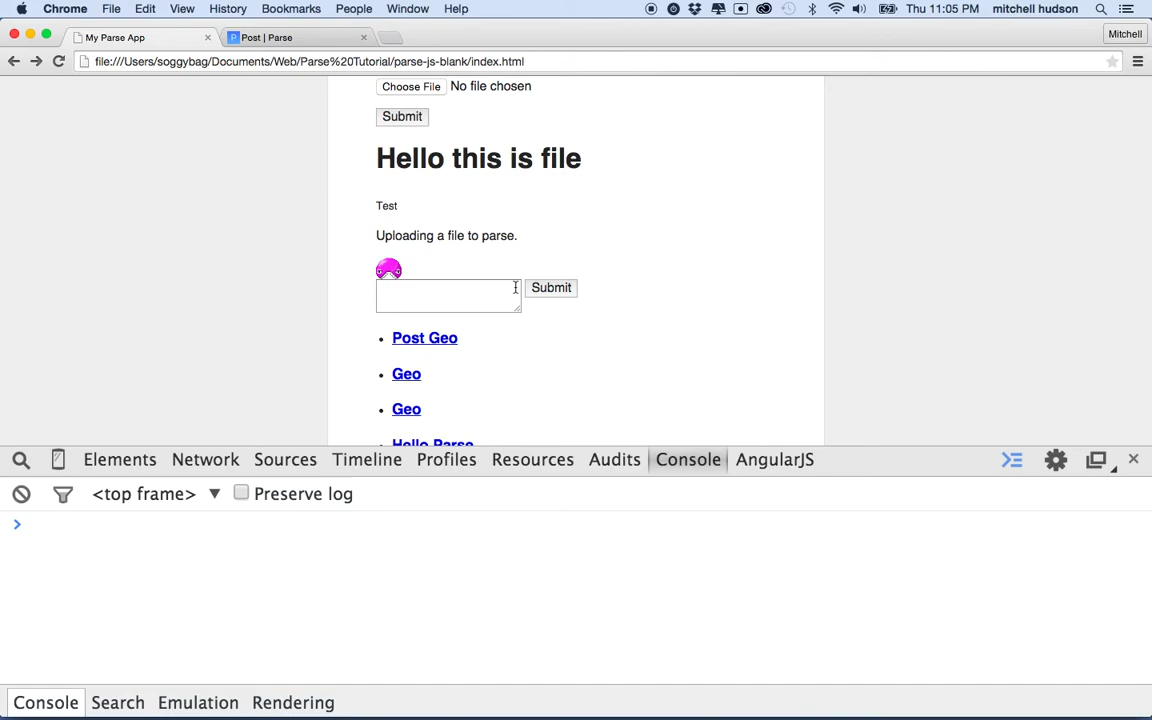 Chrome File Edit View History Bookmarks People Window Help Thu 11:05 PM mitchell hudson
My Parse App Post | Parse Mitchell
file:///Users/soggybag/Documents/Web/Parse%20Tutorial/parse-js-blank/index.html
Choose File No file chosen
Submit
Hello this is file
Test
Uploading a file to parse.
Submit
• Post Geo
• Geo
• Geo
• Hello Parse
Elements Network Sources Timeline Profiles Resources Audits Console AngularJS
<top frame> ▼ Preserve log
>
Console Search Emulation Rendering